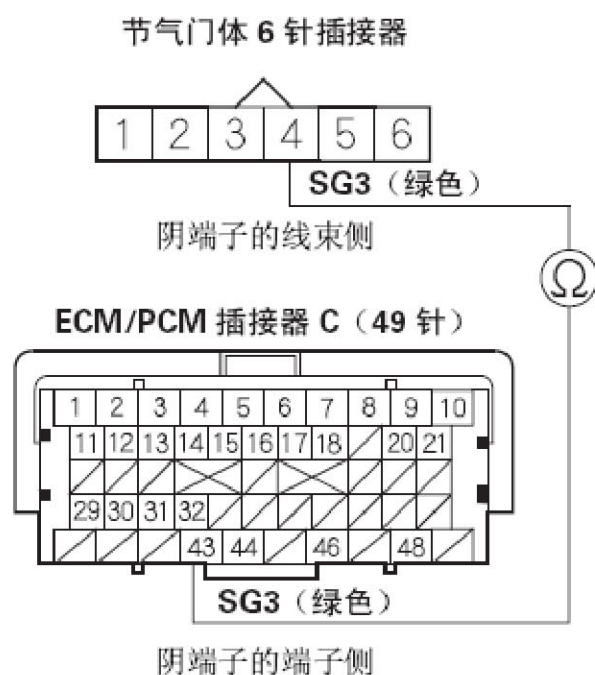 节气门体 6 针插接器
1 2 3 4 5 6
SG3（绿色）
阴端子的线束侧
Ω
ECM/PCM 插接器 C（49 针）
1 2 3 4 5 6 7 8 9 10
11 12 13 14 15 16 17 18 20 21
29 30 31 32
43 44 46 48
SG3（绿色）
阴端子的端子侧